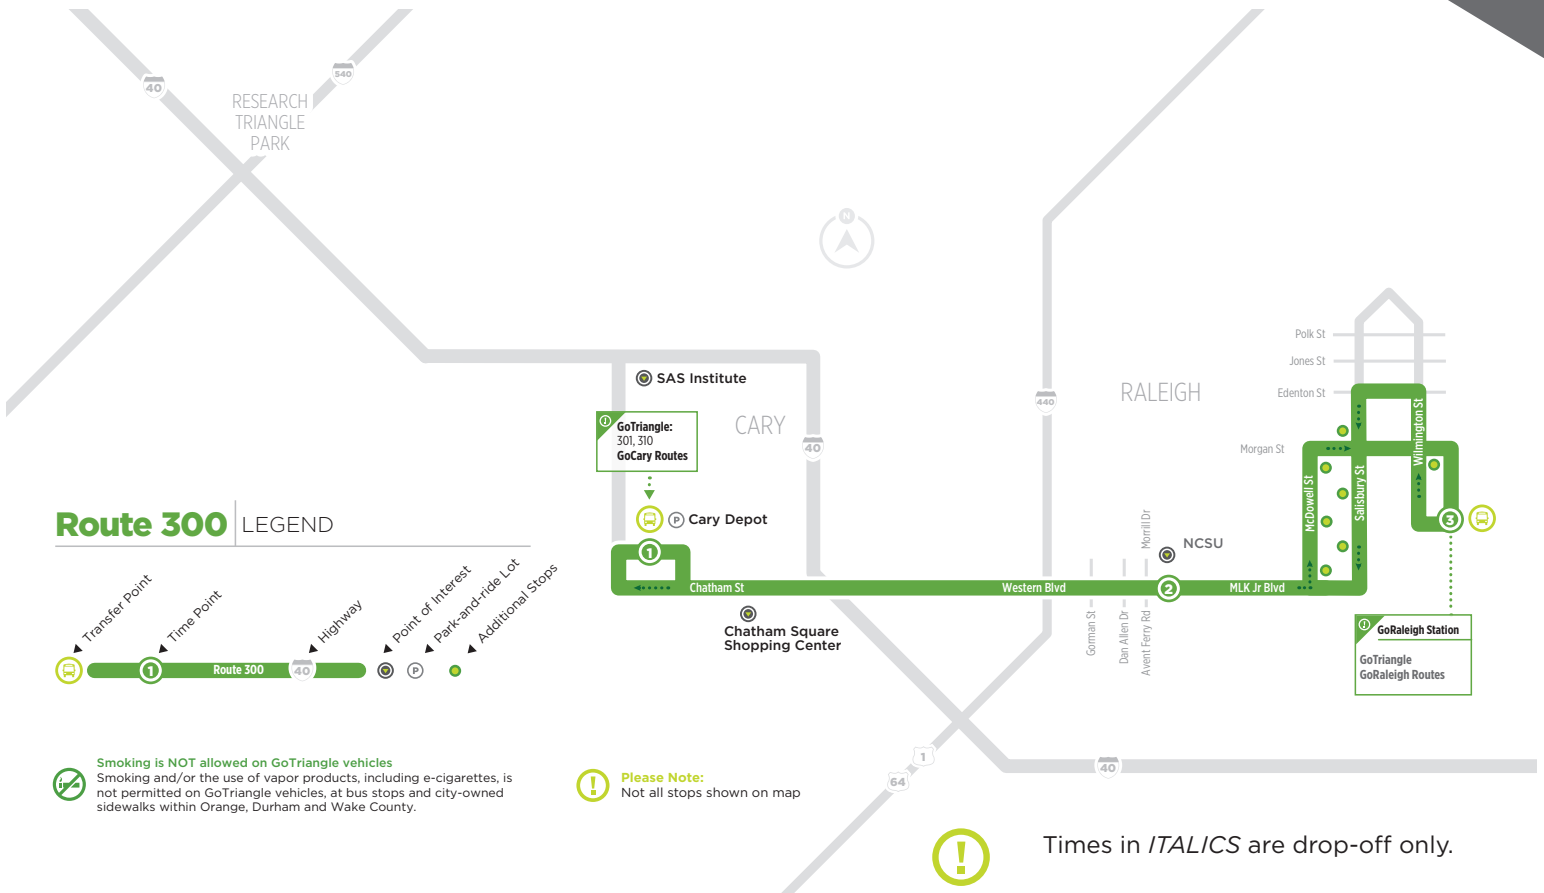 40
540
RESEARCH
TRIANGLE
PARK
N
Polk St
Jones St
Edenton St
Morgan St
RALEIGH
440
SAS Institute
CARY
40
GoTriangle:
301, 310
GoCary Routes
P Cary Depot
1
Chatham St
Western Blvd
MLK Jr Blvd
McDowell St
Salisbury St
Wilmington St
3
2
NCSU
Morrill Dr
Gorman St
Dan Allen Dr
Avent Ferry Rd
Chatham Square
Shopping Center
GoRaleigh Station
GoTriangle
GoRaleigh Routes
Route 300 LEGEND
Transfer Point
Time Point
Highway
Point of Interest
Park-and-ride Lot
Additional Stops
1 Route 300 40 P
1
64
40
Smoking is NOT allowed on GoTriangle vehicles
Smoking and/or the use of vapor products, including e-cigarettes, is
not permitted on GoTriangle vehicles, at bus stops and city-owned
sidewalks within Orange, Durham and Wake County.
! Please Note:
Not all stops shown on map
! Times in ITALICS are drop-off only.